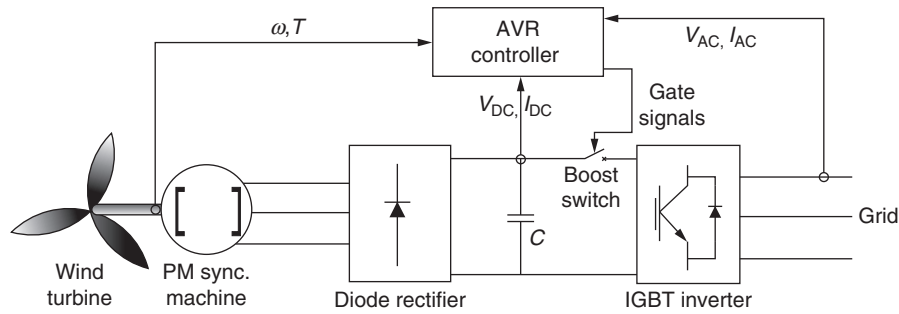 AVR
controller
ω, T
V_AC, I_AC
V_DC, I_DC
Gate
signals
Boost
switch
C
Grid
Wind
turbine
PM sync.
machine
Diode rectifier
IGBT inverter